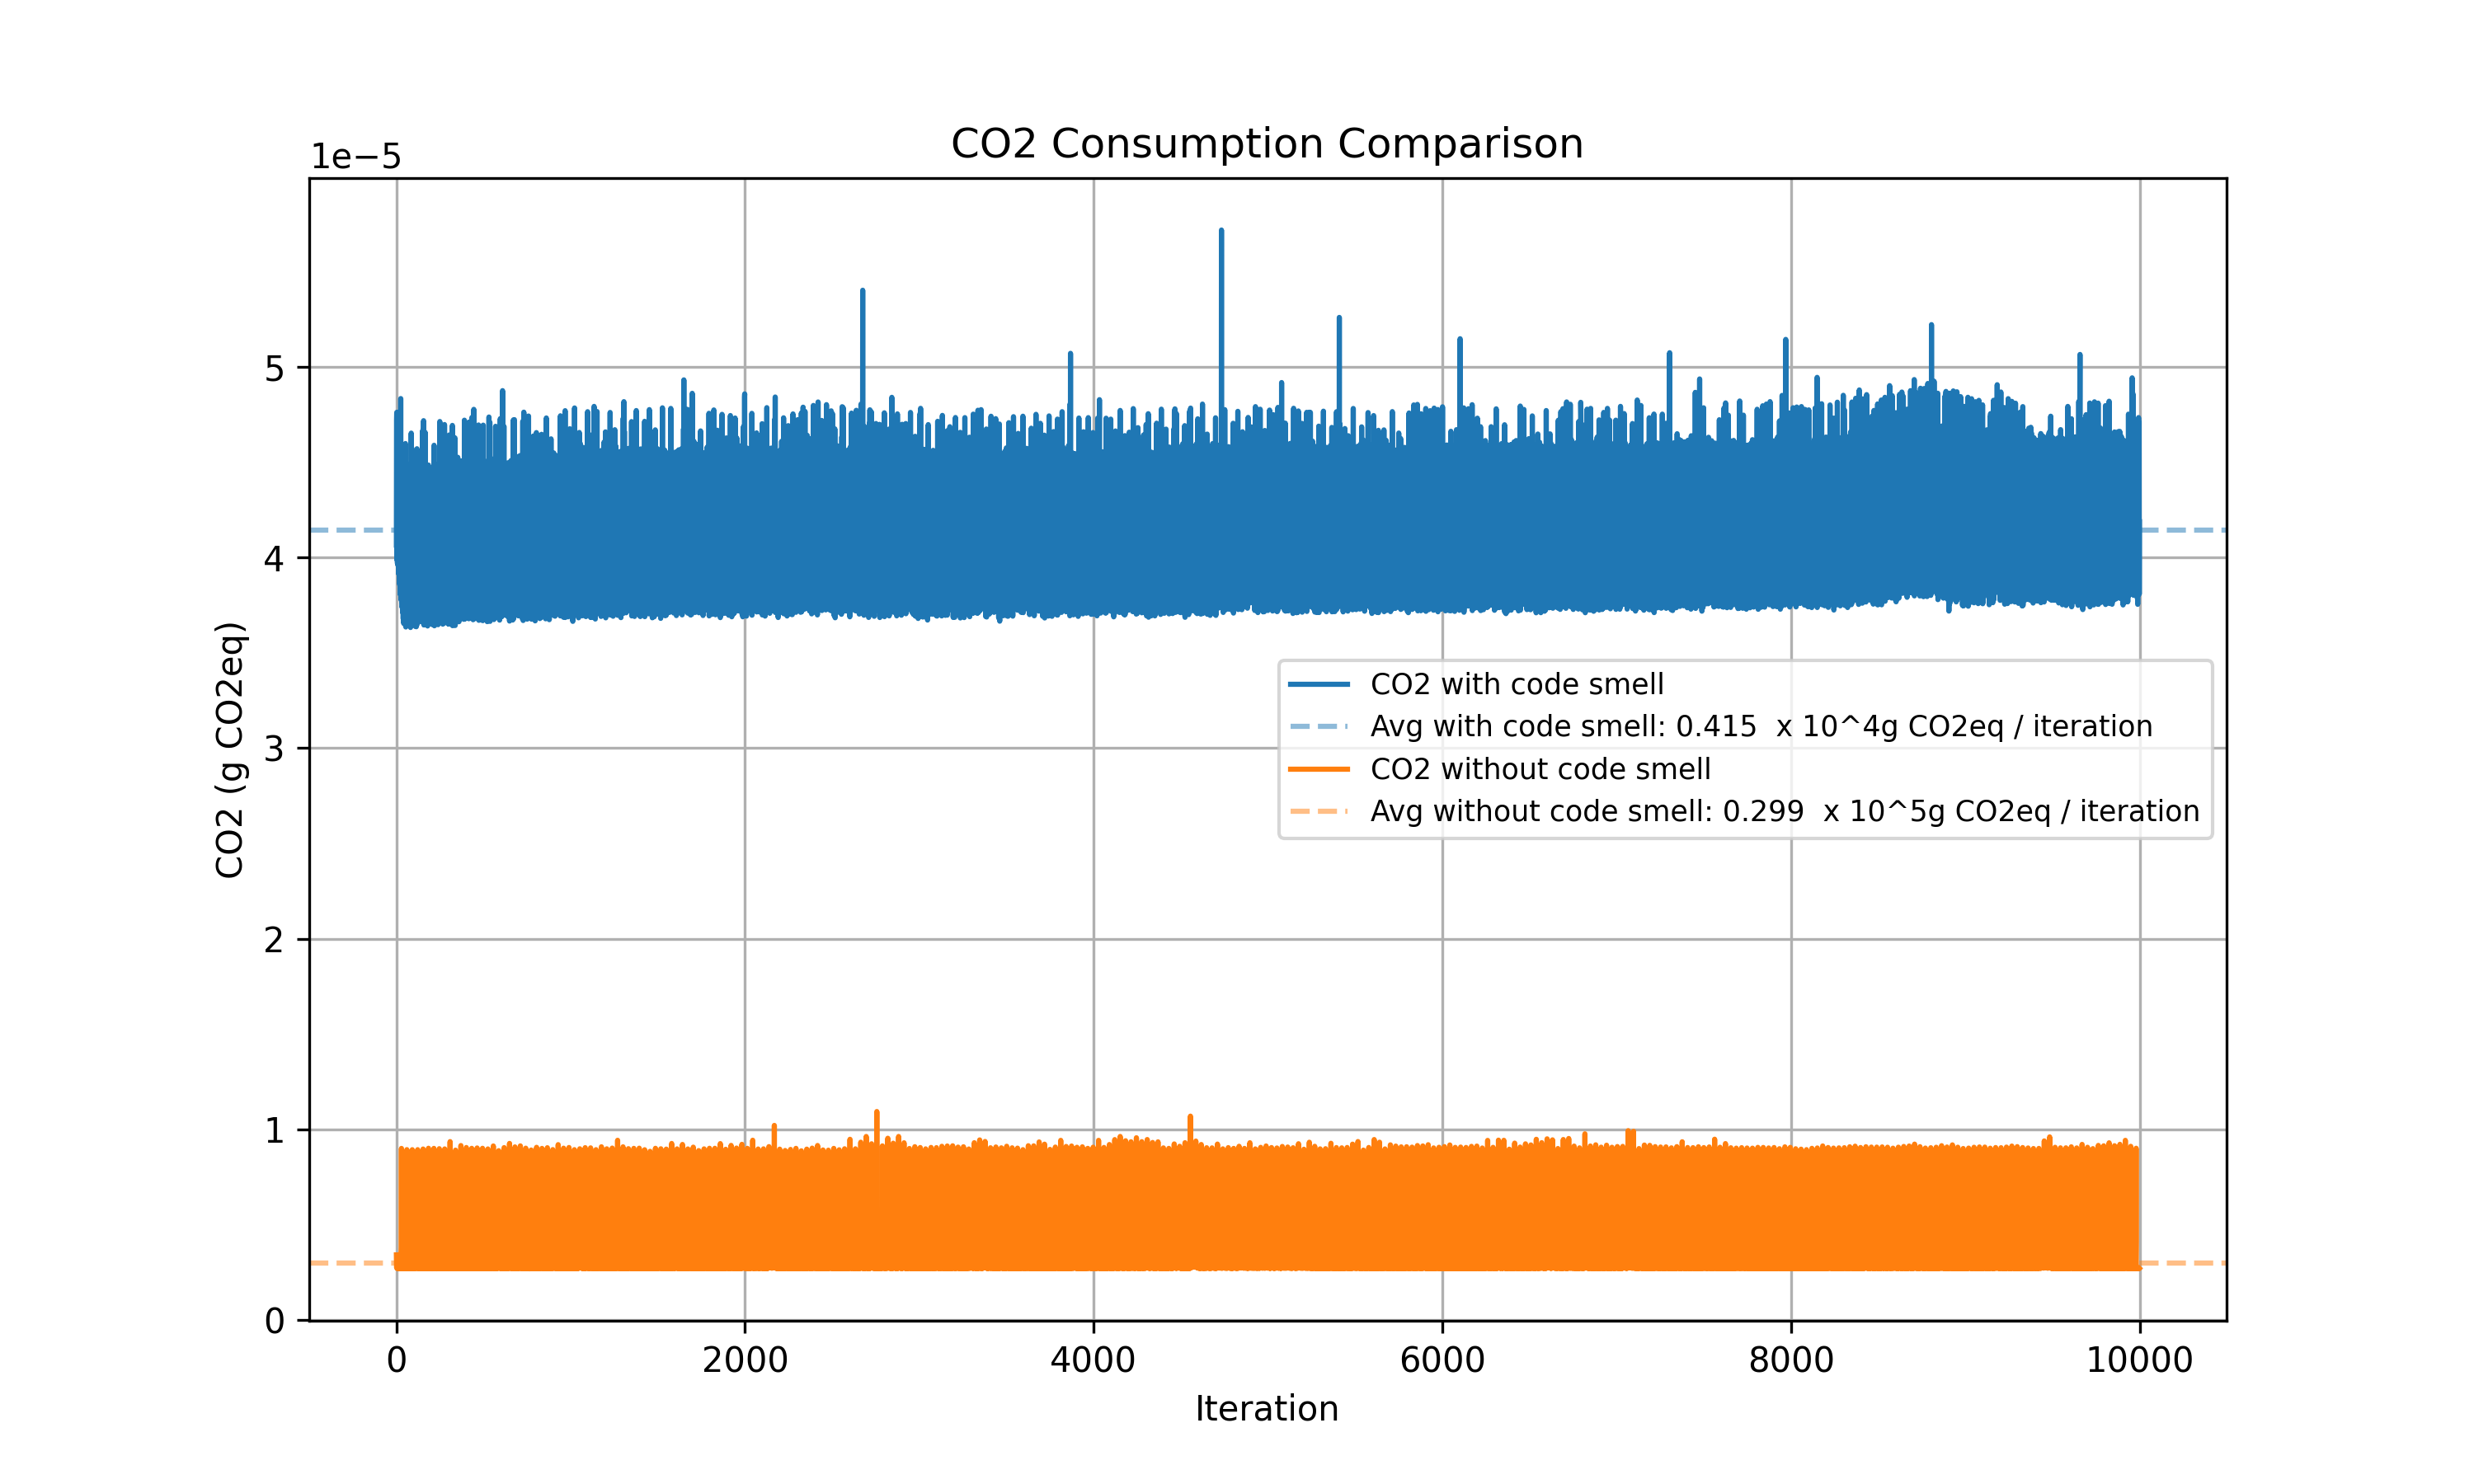 CO2 Consumption Comparison
1e−5
5
4
3
2
1
0
CO2 (g CO2eq)
CO2 with code smell
Avg with code smell: 0.415  x 10^4g CO2eq / iteration
CO2 without code smell
Avg without code smell: 0.299  x 10^5g CO2eq / iteration
0 2000 4000 6000 8000 10000
Iteration